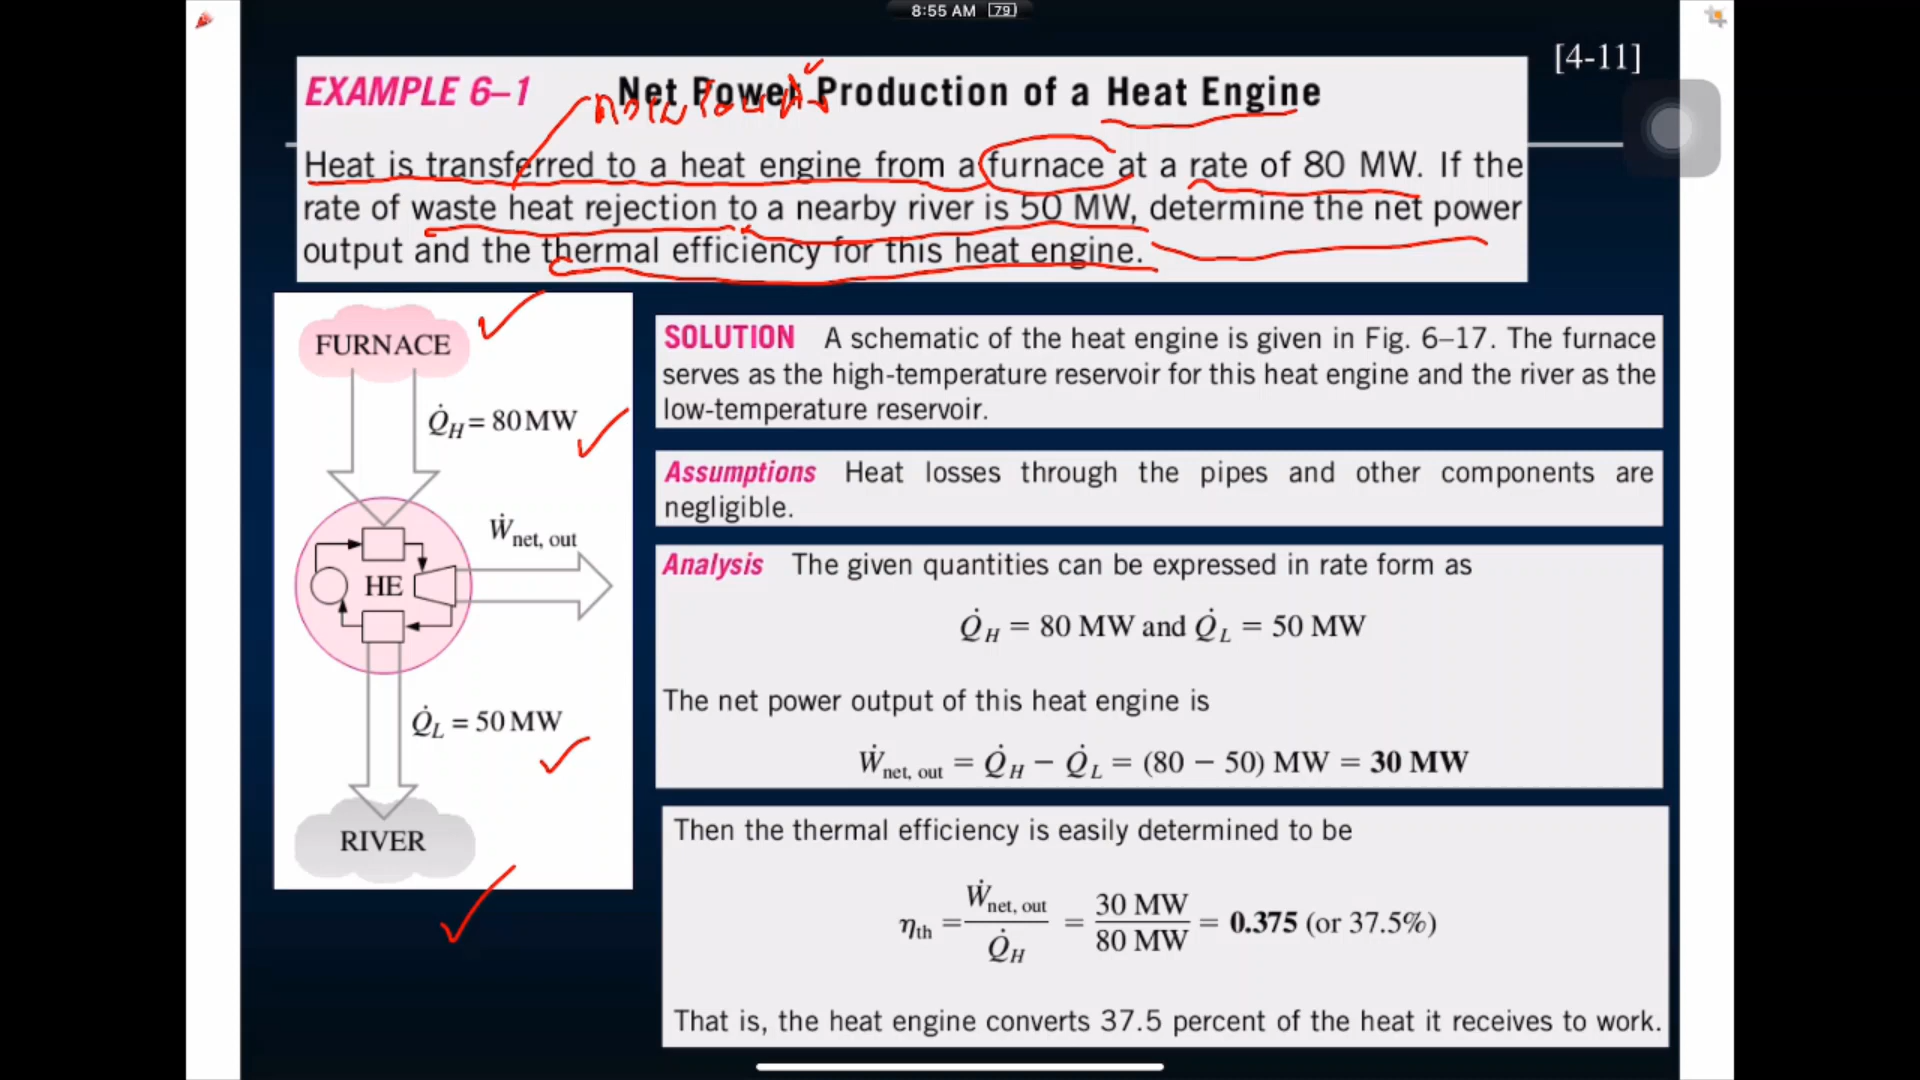 8:55 AM 79
[4-11]
EXAMPLE 6–1 Net Power Production of a Heat Engine
Heat is transferred to a heat engine from a furnace at a rate of 80 MW. If the
rate of waste heat rejection to a nearby river is 50 MW, determine the net power
output and the thermal efficiency for this heat engine.
FURNACE
Q̇H = 80 MW
Ẇnet, out
HE
Q̇L = 50 MW
RIVER
SOLUTION A schematic of the heat engine is given in Fig. 6–17. The furnace
serves as the high-temperature reservoir for this heat engine and the river as the
low-temperature reservoir.
Assumptions Heat losses through the pipes and other components are
negligible.
Analysis The given quantities can be expressed in rate form as
Q̇H = 80 MW and Q̇L = 50 MW
The net power output of this heat engine is
Ẇnet, out = Q̇H − Q̇L = (80 − 50) MW = 30 MW
Then the thermal efficiency is easily determined to be
ηth = Ẇnet, out / Q̇H = 30 MW / 80 MW = 0.375 (or 37.5%)
That is, the heat engine converts 37.5 percent of the heat it receives to work.